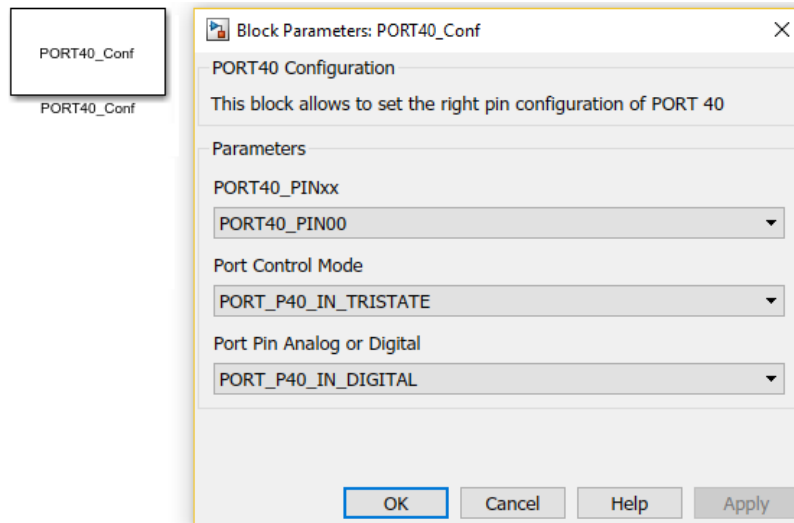 PORT40_Conf
PORT40_Conf
Block Parameters: PORT40_Conf
PORT40 Configuration
This block allows to set the right pin configuration of PORT 40
Parameters
PORT40_PINxx
PORT40_PIN00
Port Control Mode
PORT_P40_IN_TRISTATE
Port Pin Analog or Digital
PORT_P40_IN_DIGITAL
OK Cancel Help Apply